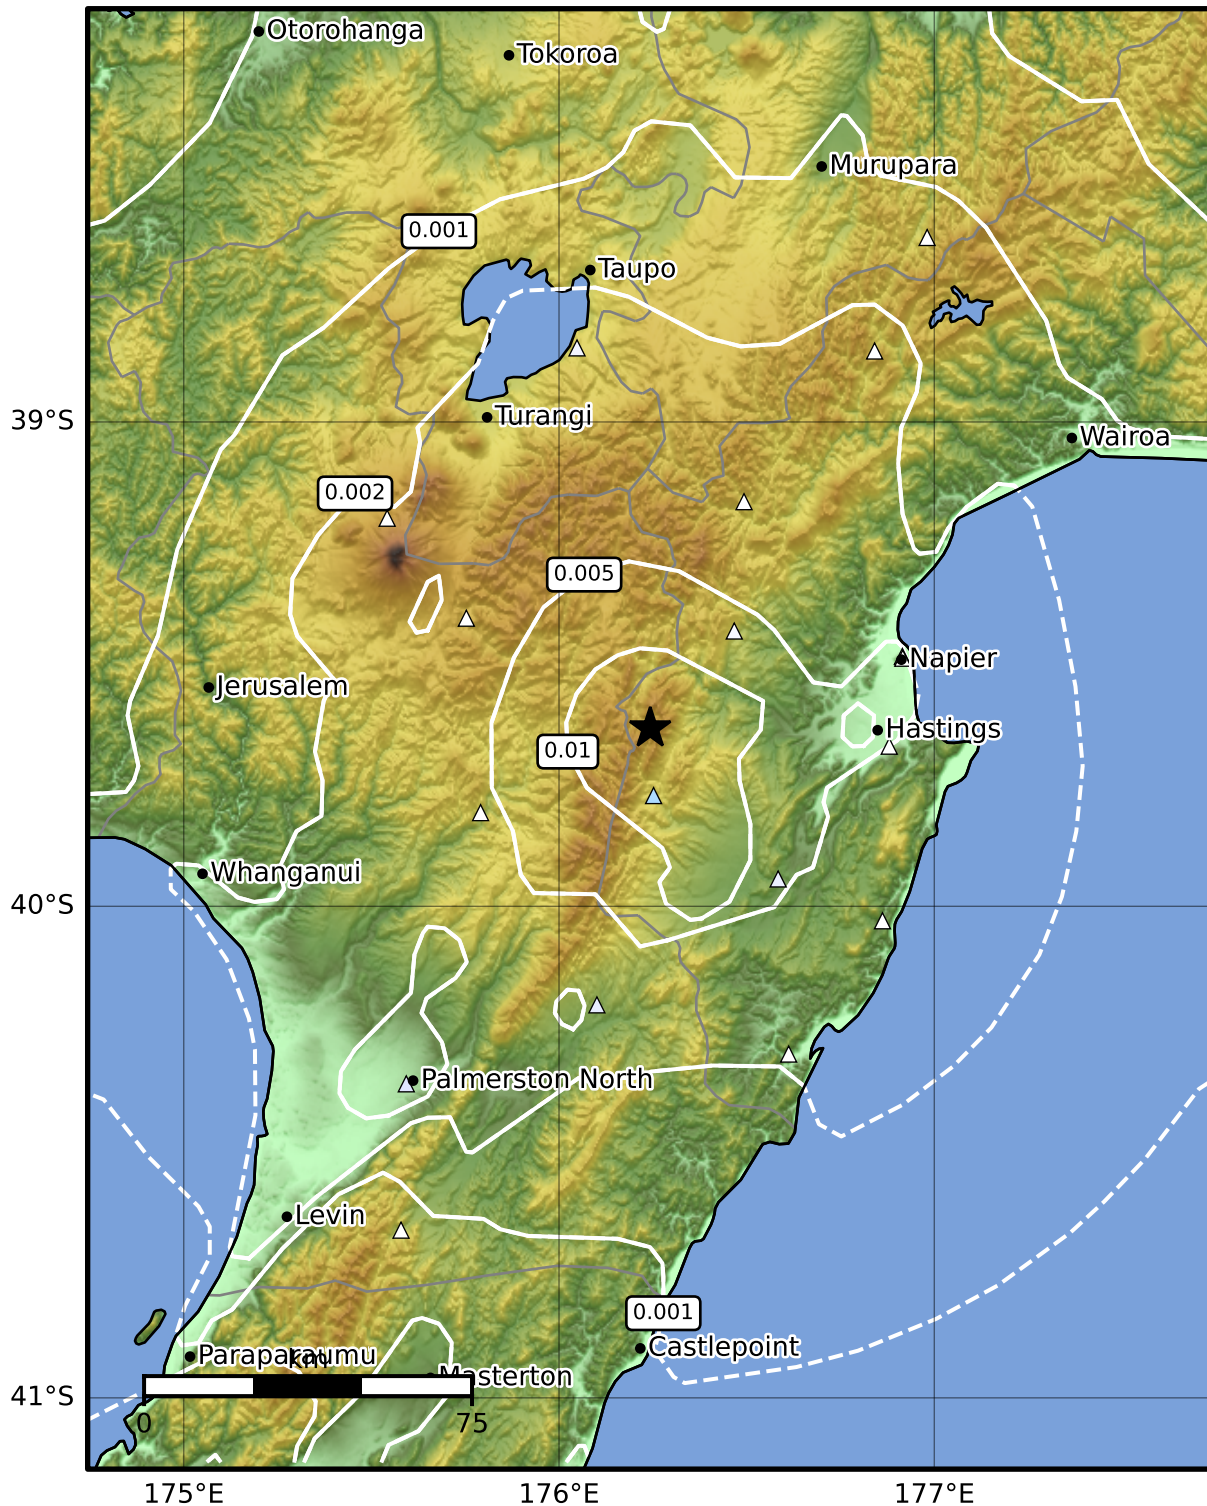 Otorohanga
Tokoroa
Murupara
0.001
Taupo
39°S
Turangi
Wairoa
0.002
0.005
Napier
Jerusalem
Hastings
0.01
Whanganui
40°S
Palmerston North
Levin
0.001
Castlepoint
Paraparaumu
km
Masterton
41°S
0
75
175°E
176°E
177°E